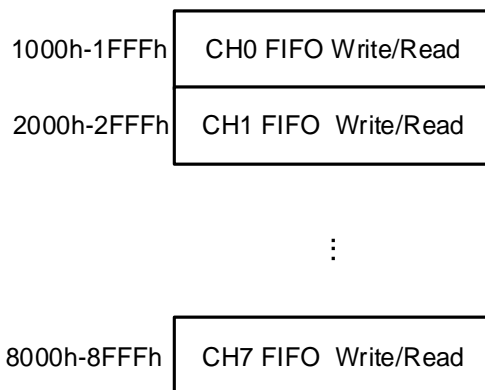 1000h-1FFFh CH0 FIFO Write/Read
2000h-2FFFh CH1 FIFO Write/Read
⋮
8000h-8FFFh CH7 FIFO Write/Read